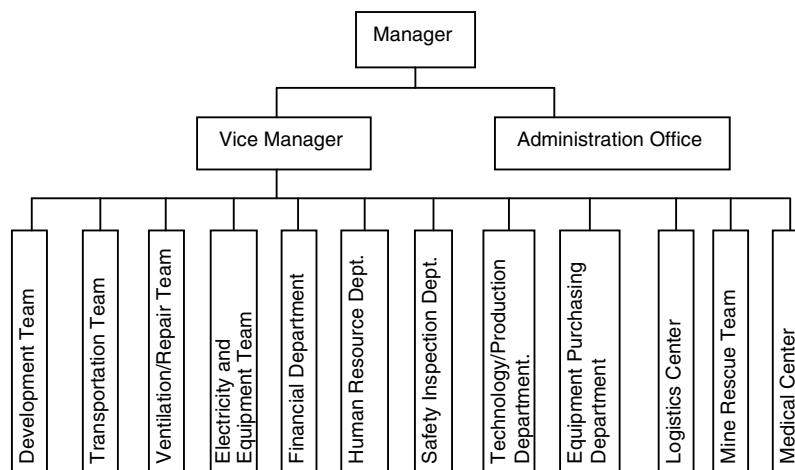 Manager
Vice Manager
Administration Office
Development Team
Transportation Team
Ventilation/Repair Team
Electricity and
Equipment Team
Financial Department
Human Resource Dept.
Safety Inspection Dept.
Technology/Production
Department.
Equipment Purchasing
Department
Logistics Center
Mine Rescue Team
Medical Center